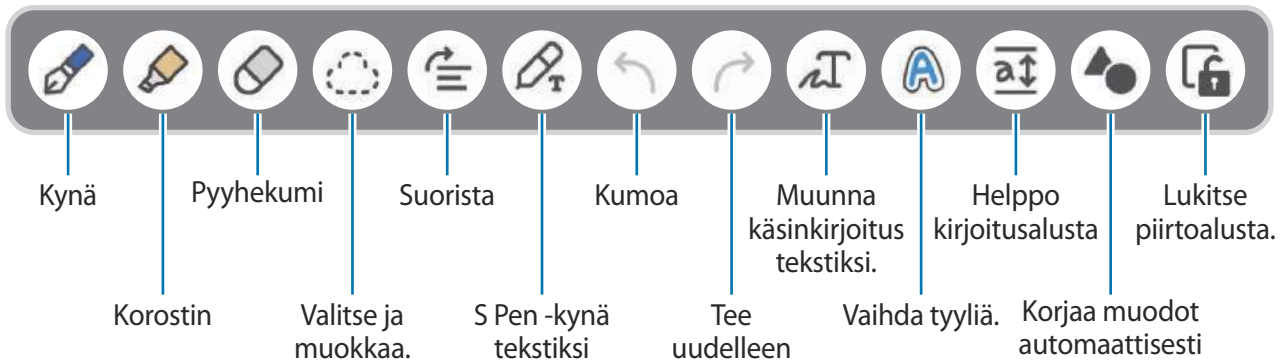 Kynä
Pyyhekumi
Suorista
Kumoa
Muunna
käsinkirjoitus
tekstiksi.
Helppo
kirjoitusalusta
Lukitse
piirtoalusta.
Korostin
Valitse ja
muokkaa.
S Pen -kynä
tekstiksi
Tee
uudelleen
Vaihda tyyliä.
Korjaa muodot
automaattisesti